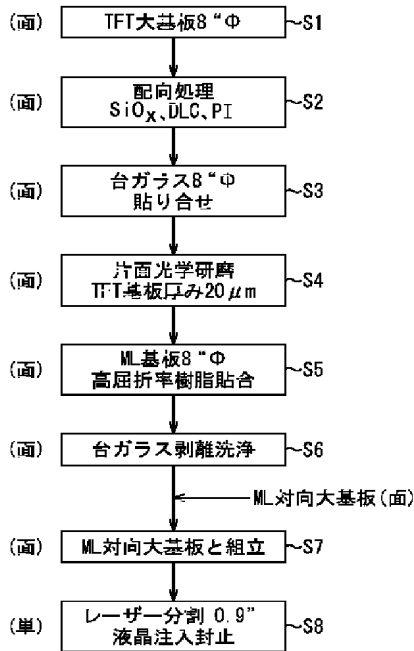 (面) TFT大基板8“Φ ~S1
(面) 配向処理 ~S2
SiOX、DLC、PI
(面) 台ガラス8“Φ ~S3
貼り合せ
(面) 片面光学研磨 ~S4
TFT基板厚み20μm
(面) ML基板8“Φ ~S5
高屈折率樹脂貼合
(面) 台ガラス剥離洗浄 ~S6
ML対向大基板(面)
(面) ML対向大基板と組立 ~S7
(単) レーザー分割 0.9” ~S8
液晶注入封止